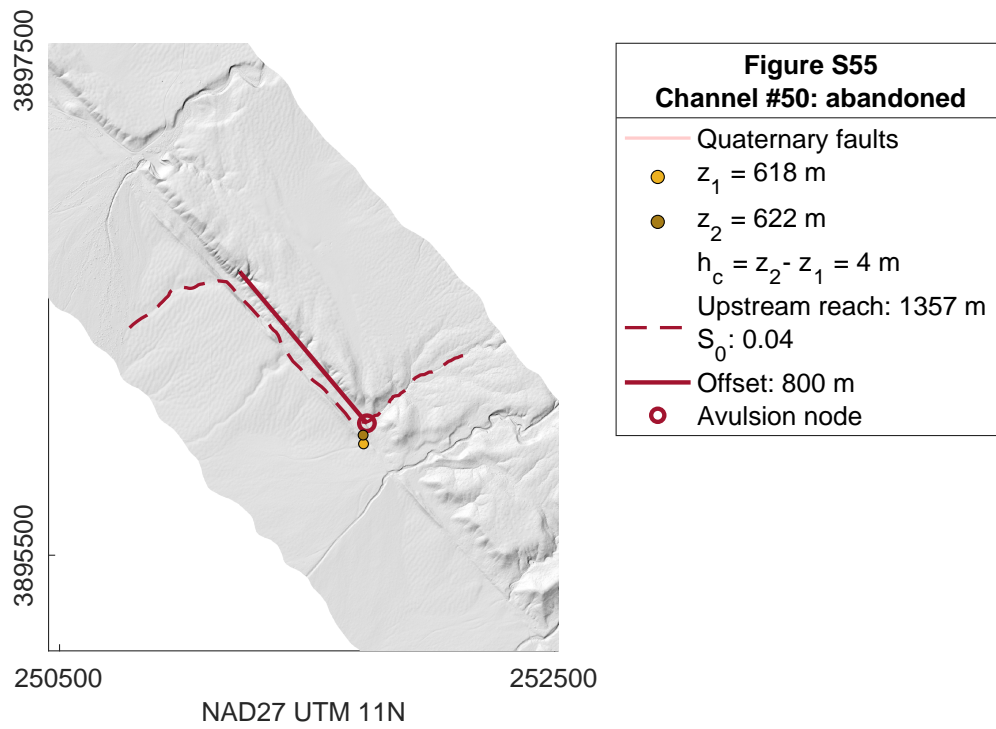 3897500
3895500
250500
252500
NAD27 UTM 11N
Figure S55
Channel #50: abandoned
Quaternary faults
z₁ = 618 m
z₂ = 622 m
h_c = z₂- z₁ = 4 m
Upstream reach: 1357 m
S₀: 0.04
Offset: 800 m
Avulsion node